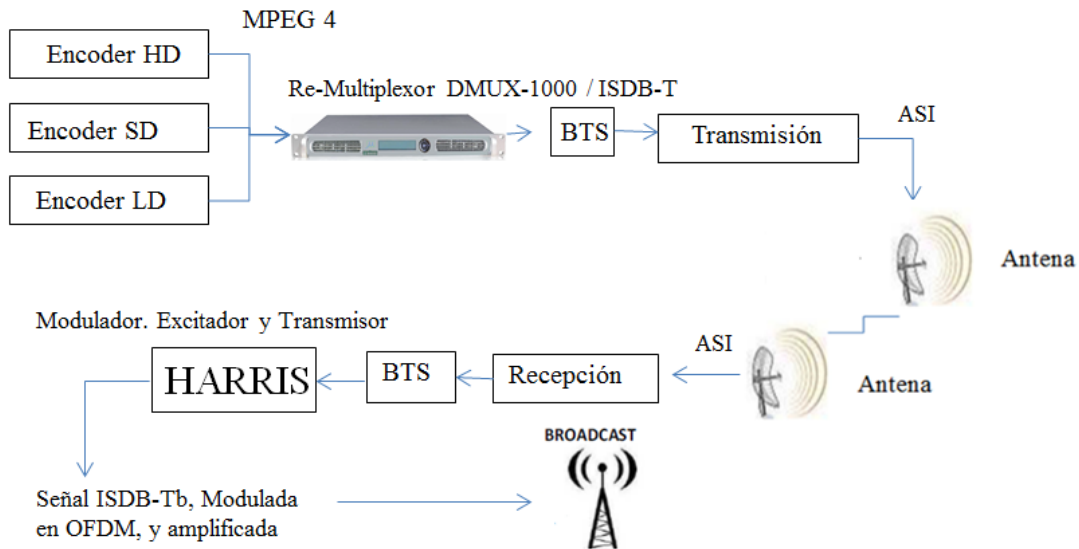 MPEG 4
Encoder HD
Re-Multiplexor DMUX-1000 / ISDB-T
Encoder SD
BTS
Transmisión
ASI
Encoder LD
Antena
Modulador. Excitador y Transmisor
ASI
HARRIS
BTS
Recepción
Antena
BROADCAST
Señal ISDB-Tb, Modulada
en OFDM, y amplificada